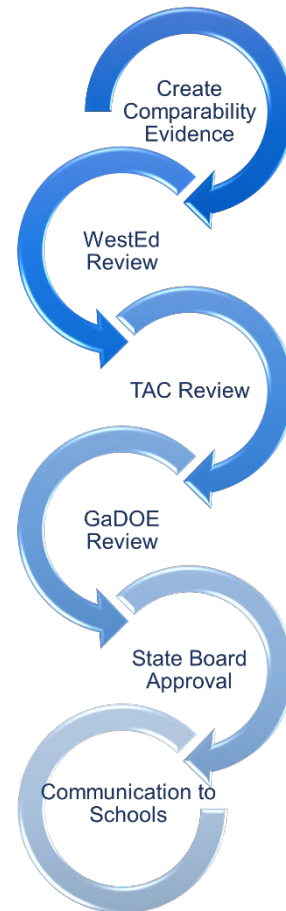 Create
Comparability
Evidence
WestEd
Review
TAC Review
GaDOE
Review
State Board
Approval
Communication to
Schools